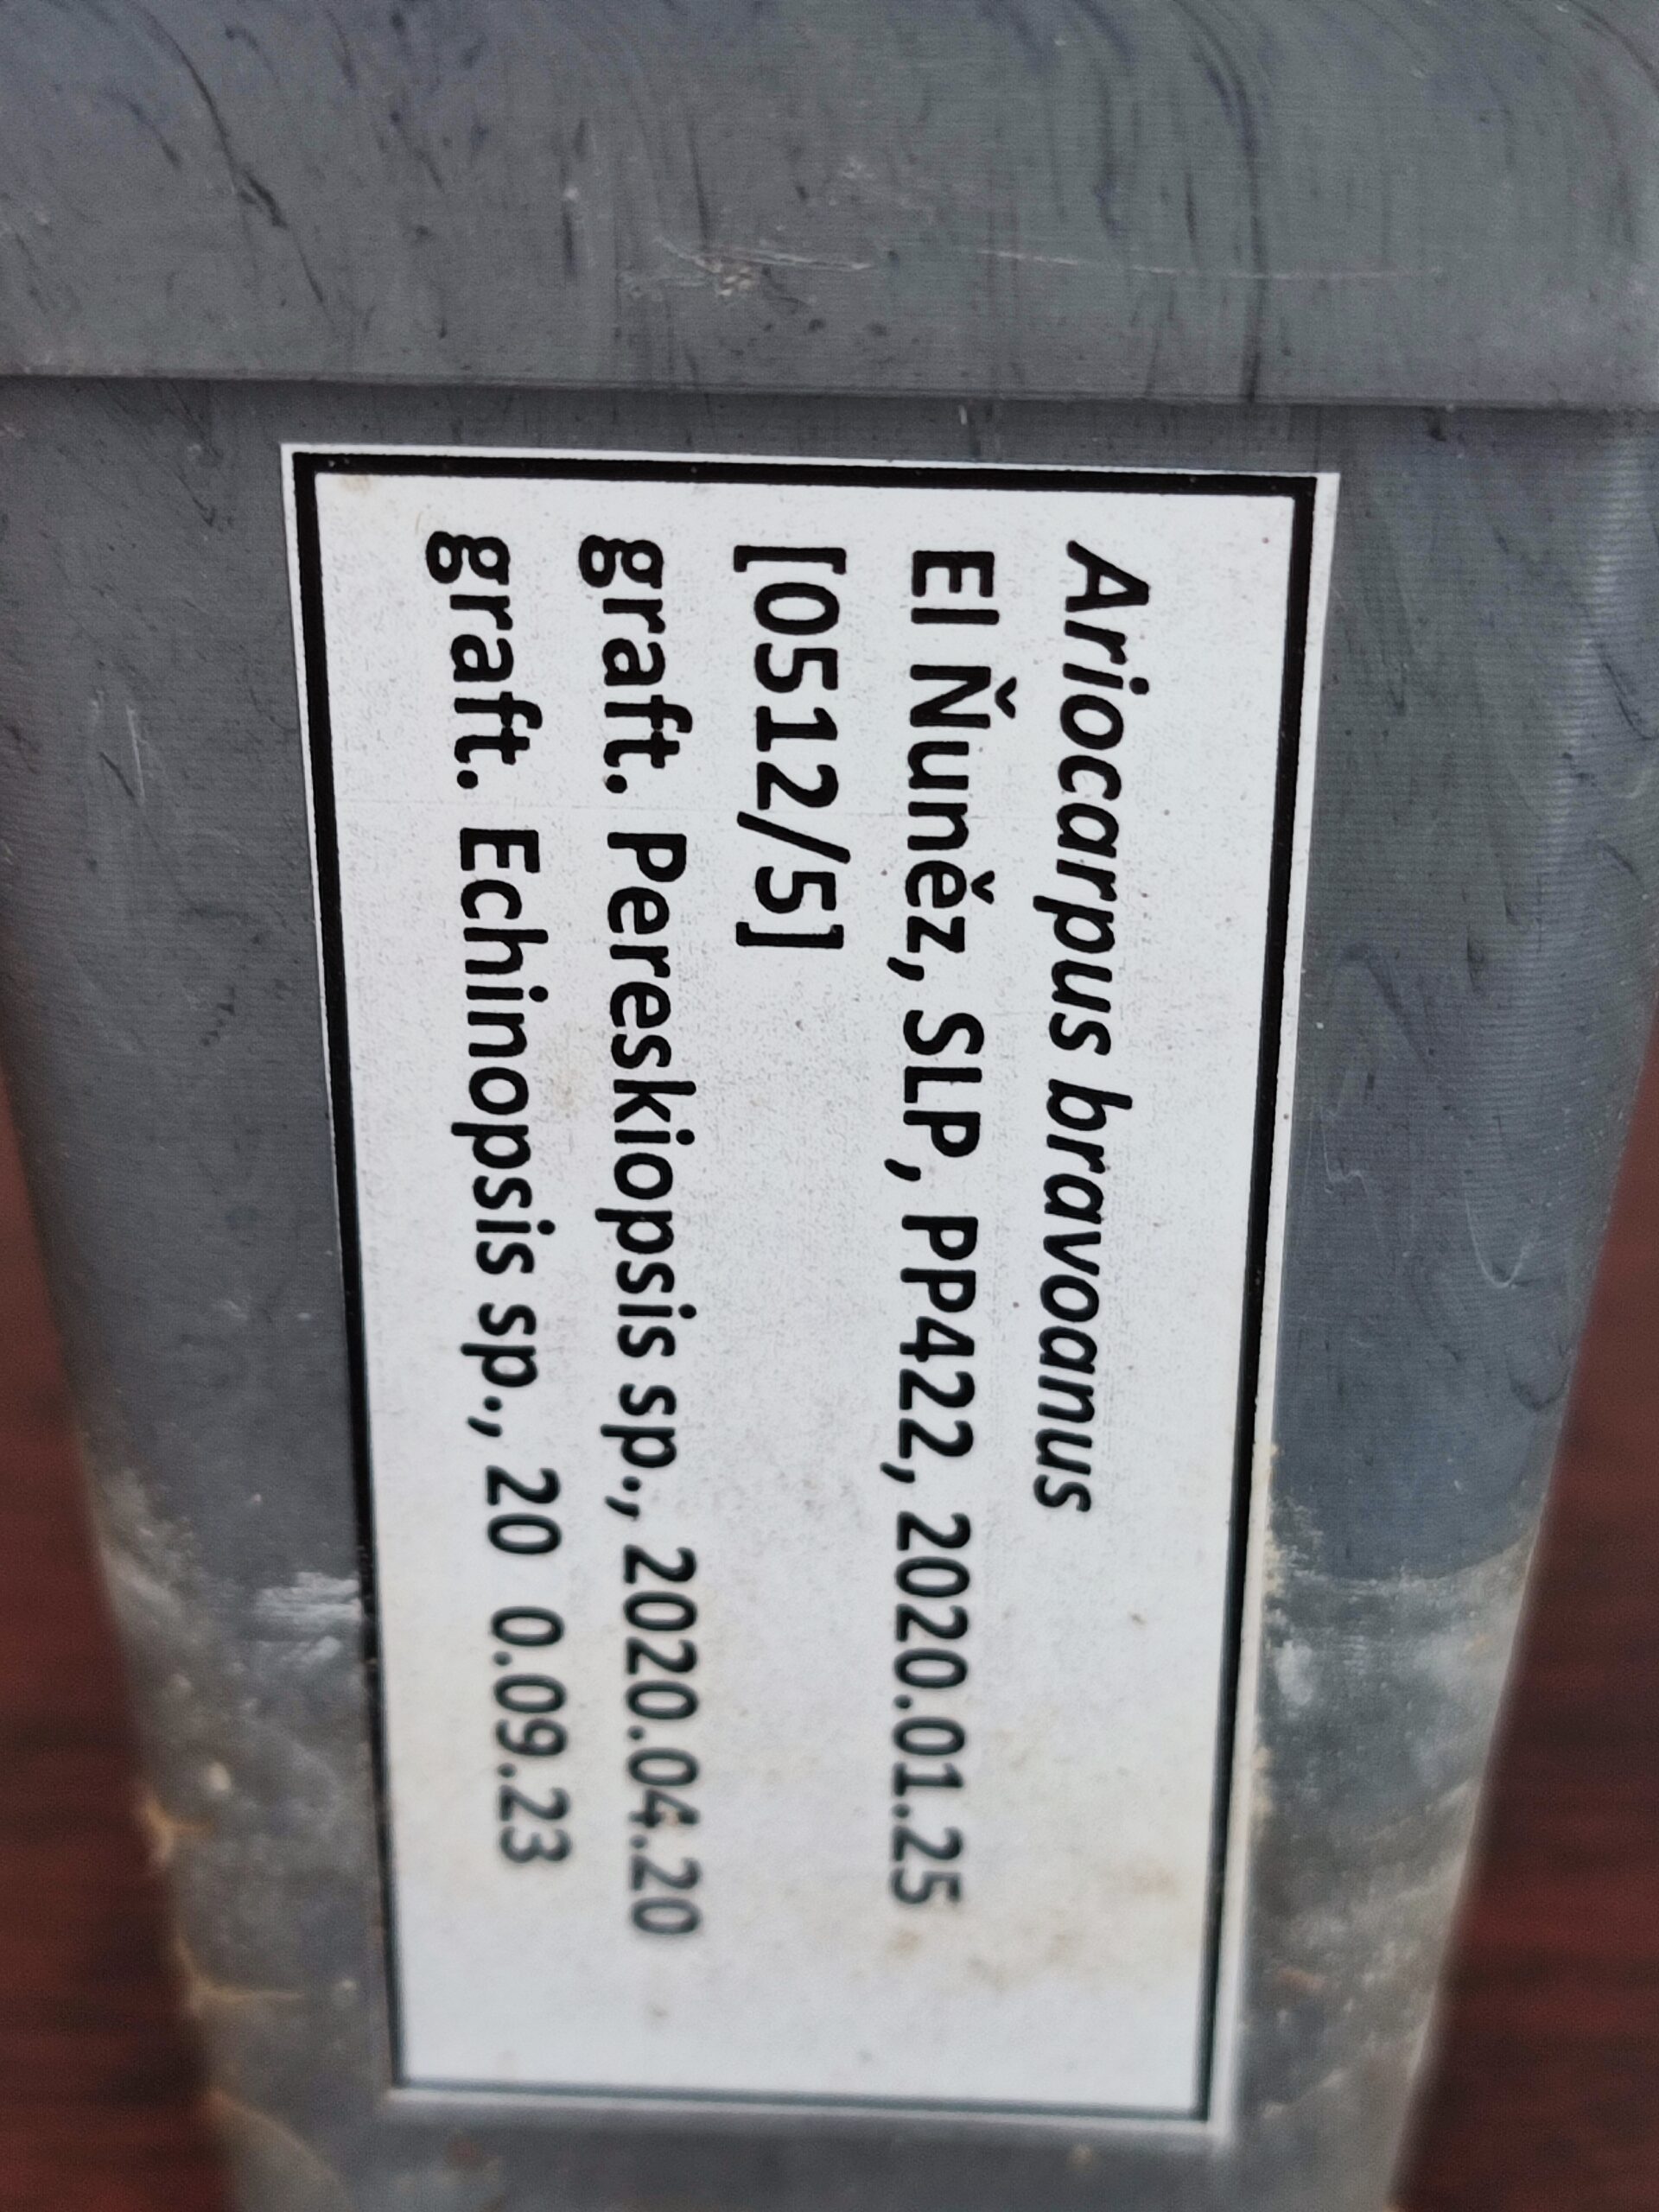 Ariocarpus bravoanus
El Ňuněz, SLP, PP422, 2020.01.25
[0512/5]
graft. Pereskiopsis sp., 2020.04.20
graft. Echinopsis sp., 20 0.09.23